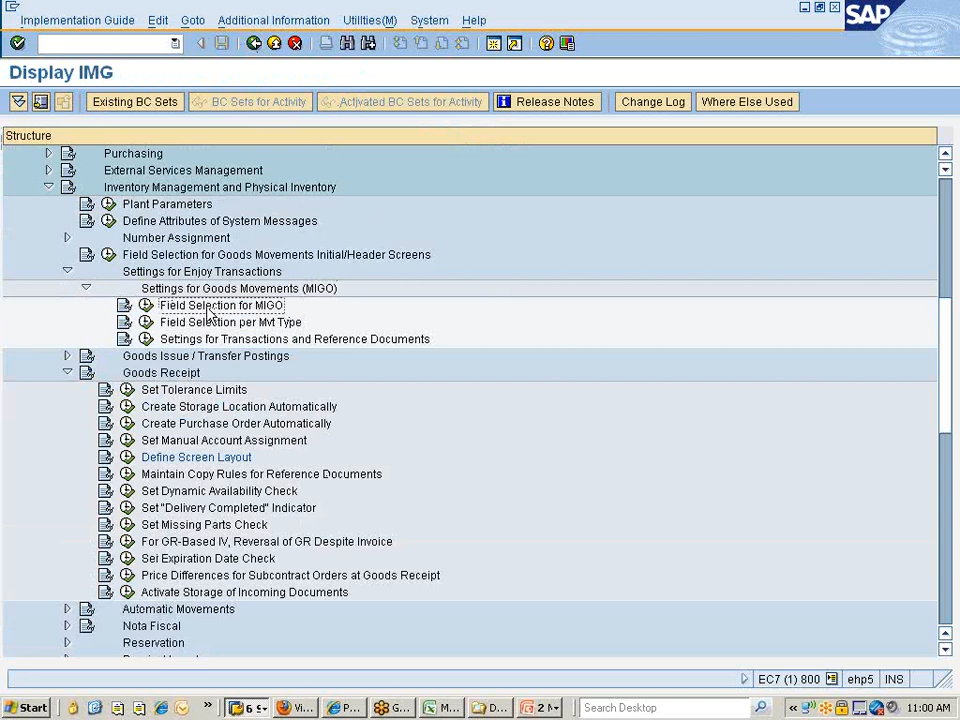 Implementation Guide Edit Goto Additional Information Utilities(M) System Help
SAP
Display IMG
Existing BC Sets BC Sets for Activity Activated BC Sets for Activity Release Notes Change Log Where Else Used
Structure
Purchasing
External Services Management
Inventory Management and Physical Inventory
Plant Parameters
Define Attributes of System Messages
Number Assignment
Field Selection for Goods Movements Initial/Header Screens
Settings for Enjoy Transactions
Settings for Goods Movements (MIGO)
Field Selection for MIGO
Field Selection per Mvt Type
Settings for Transactions and Reference Documents
Goods Issue / Transfer Postings
Goods Receipt
Set Tolerance Limits
Create Storage Location Automatically
Create Purchase Order Automatically
Set Manual Account Assignment
Define Screen Layout
Maintain Copy Rules for Reference Documents
Set Dynamic Availability Check
Set "Delivery Completed" Indicator
Set Missing Parts Check
For GR-Based IV, Reversal of GR Despite Invoice
Set Expiration Date Check
Price Differences for Subcontract Orders at Goods Receipt
Activate Storage of Incoming Documents
Automatic Movements
Nota Fiscal
Reservation
EC7 (1) 800 ehp5 INS
Start » 6 S... Vi... P... G... M... D... 2 M Search Desktop « 11:00 AM